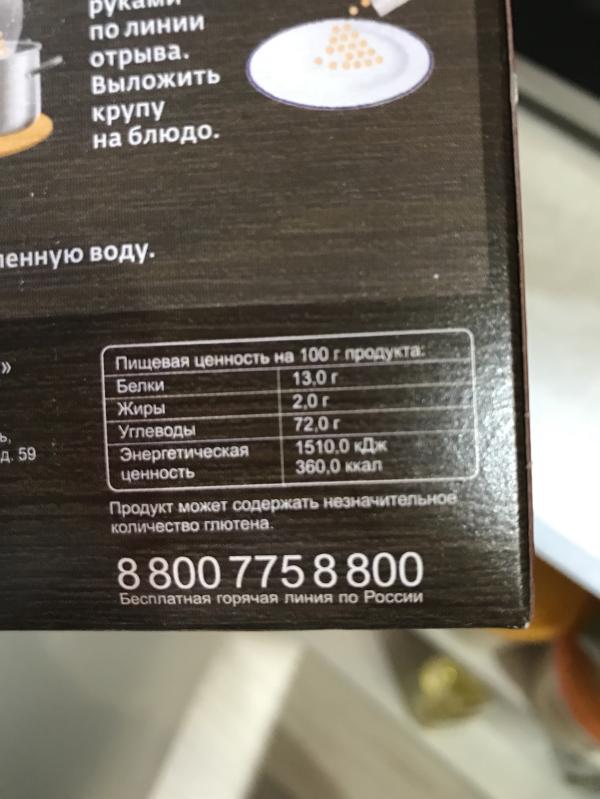 руками
по линии
отрыва.
Выложить
крупу
на блюдо.
воду.
»
д. 59
Пищевая ценность на 100 г продукта:
Белки 13,0 г
Жиры 2,0 г
Углеводы 72,0 г
Энергетическая 1510,0 кДж
ценность 360,0 ккал
Продукт может содержать незначительное
количество глютена.
8 800 775 8 800
Бесплатная горячая линия по России